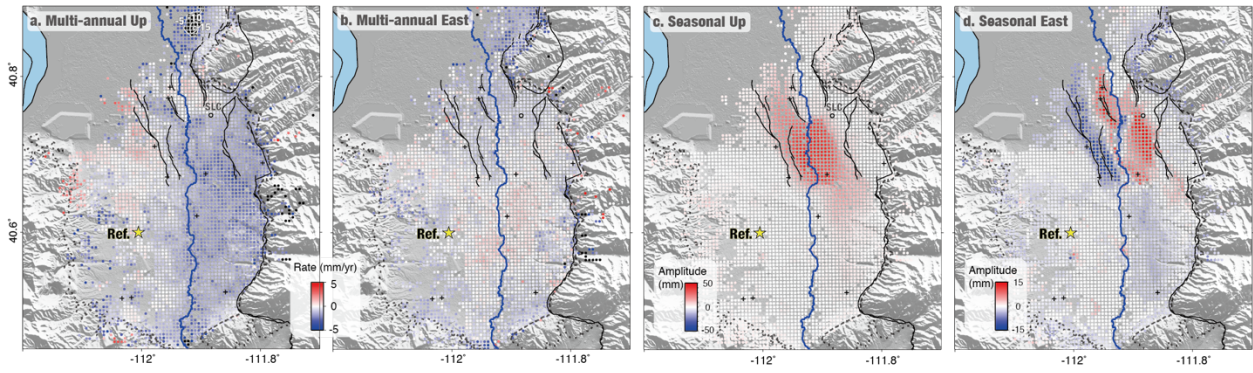 a. Multi-annual Up
b. Multi-annual East
c. Seasonal Up
d. Seasonal East
40.8°
SLC
SLC
40.6°
Ref.
Ref.
Ref.
Ref.
Rate (mm/yr)
5
0
-5
Amplitude
(mm)
50
0
-50
Amplitude
(mm)
15
0
-15
-112°
-111.8°
-112°
-111.8°
-112°
-111.8°
-112°
-111.8°